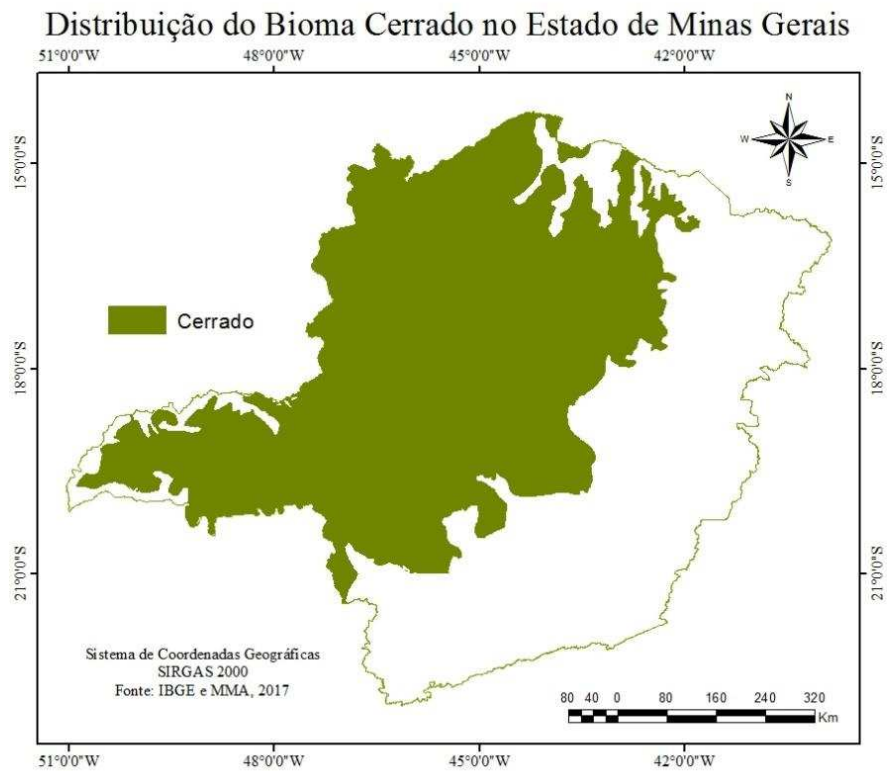 Distribuição do Bioma Cerrado no Estado de Minas Gerais
51°0'0"W 48°0'0"W 45°0'0"W 42°0'0"W
N
W E
S
15°0'0"S 15°0'0"S
Cerrado
18°0'0"S 18°0'0"S
21°0'0"S 21°0'0"S
Sistema de Coordenadas Geográficas
SIRGAS 2000
Fonte: IBGE e MMA, 2017
80 40 0 80 160 240 320
Km
51°0'0"W 48°0'0"W 45°0'0"W 42°0'0"W